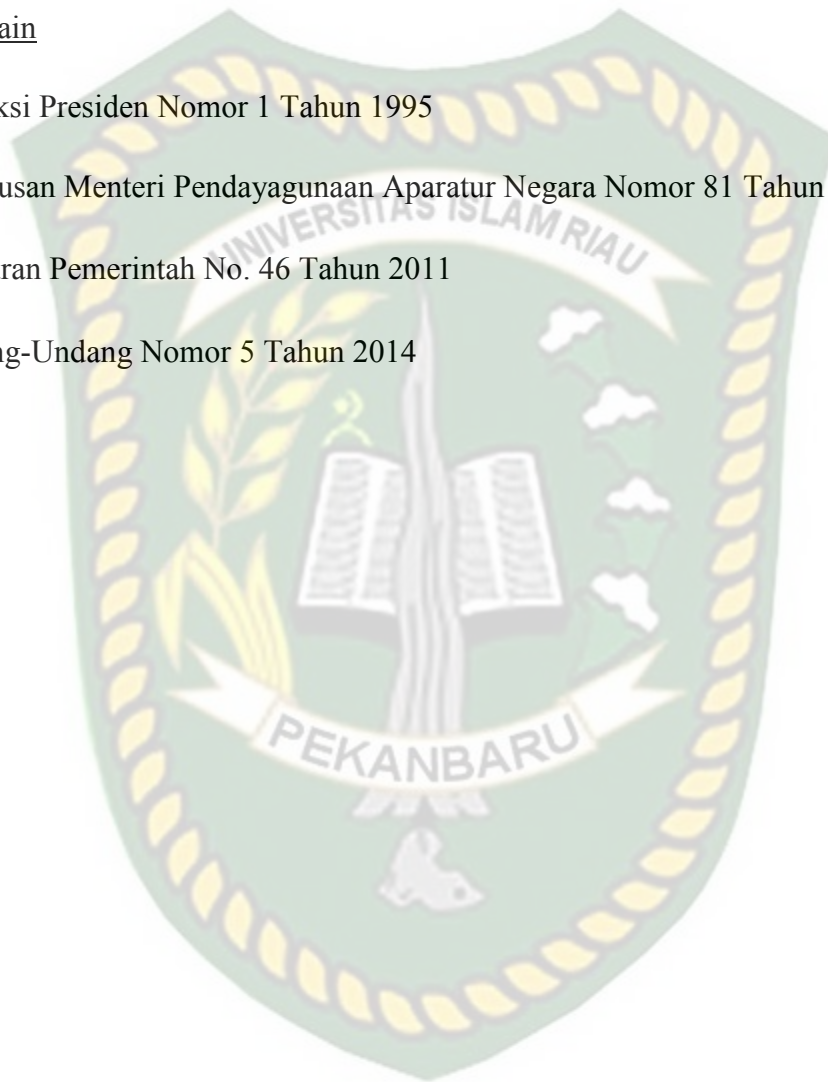 ain
ksi Presiden Nomor 1 Tahun 1995
usan Menteri Pendayagunaan Aparatur Negara Nomor 81 Tahun
ran Pemerintah No. 46 Tahun 2011
ng-Undang Nomor 5 Tahun 2014
UNIVERSITAS ISLAM RIAU
PEKANBARU